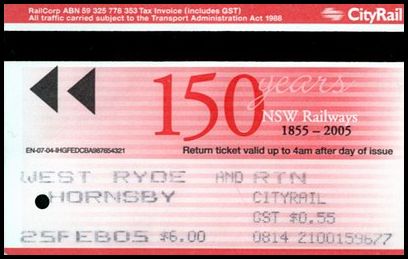 RailCorp ABN 59 325 778 353 Tax Invoice (includes GST)
All traffic carried subject to the Transport Administration Act 1988
CityRail
150 years
NSW Railways
1855 – 2005
EN-07-04-IHGFEDCBA987654321
Return ticket valid up to 4am after day of issue
WEST RYDE AND RTN
HORNSBY CITYRAIL
GST $0.55
25FEB05 $6.00 0814 2100159677